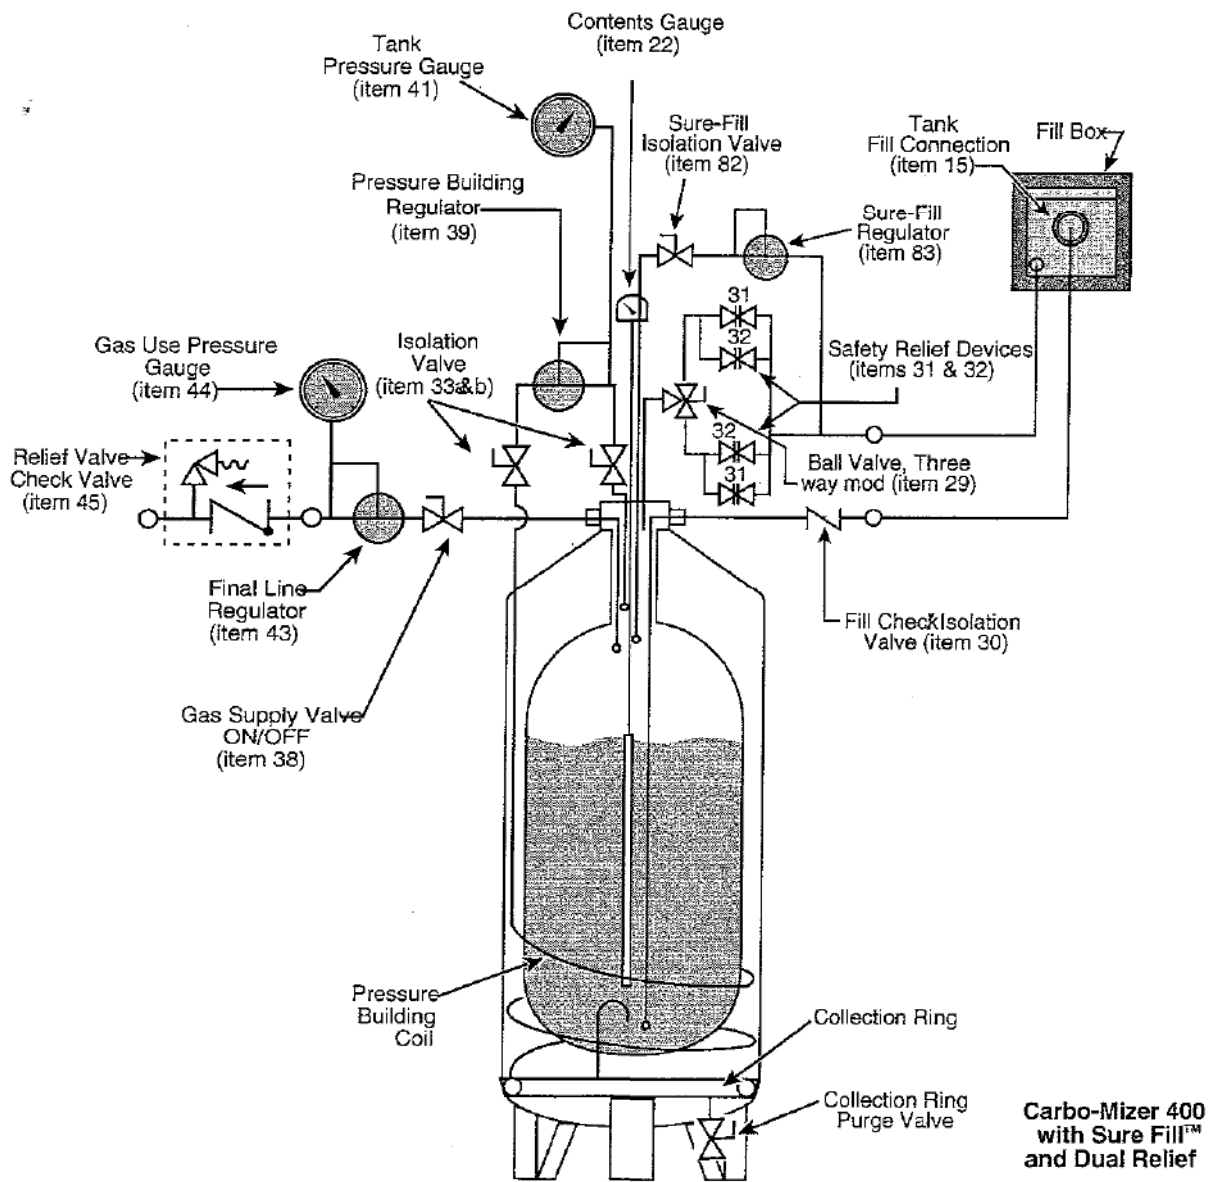 Contents Gauge
(item 22)
Tank
Pressure Gauge
(item 41)
Sure-Fill
Isolation Valve
(item 82)
Tank
Fill Connection
(item 15)
Fill Box
Pressure Building
Regulator
(item 39)
Sure-Fill
Regulator
(item 83)
31
32
Gas Use Pressure
Gauge
(item 44)
Isolation
Valve
(item 33a&b)
Safety Relief Devices
(items 31 & 32)
32
31
Relief Valve
Check Valve
(item 45)
Ball Valve, Three
way mod (item 29)
Final Line
Regulator
(item 43)
Fill Check\Isolation
Valve (item 30)
Gas Supply Valve
ON/OFF
(item 38)
Pressure
Building
Coil
Collection Ring
Collection Ring
Purge Valve
Carbo-Mizer 400
with Sure Fill™
and Dual Relief